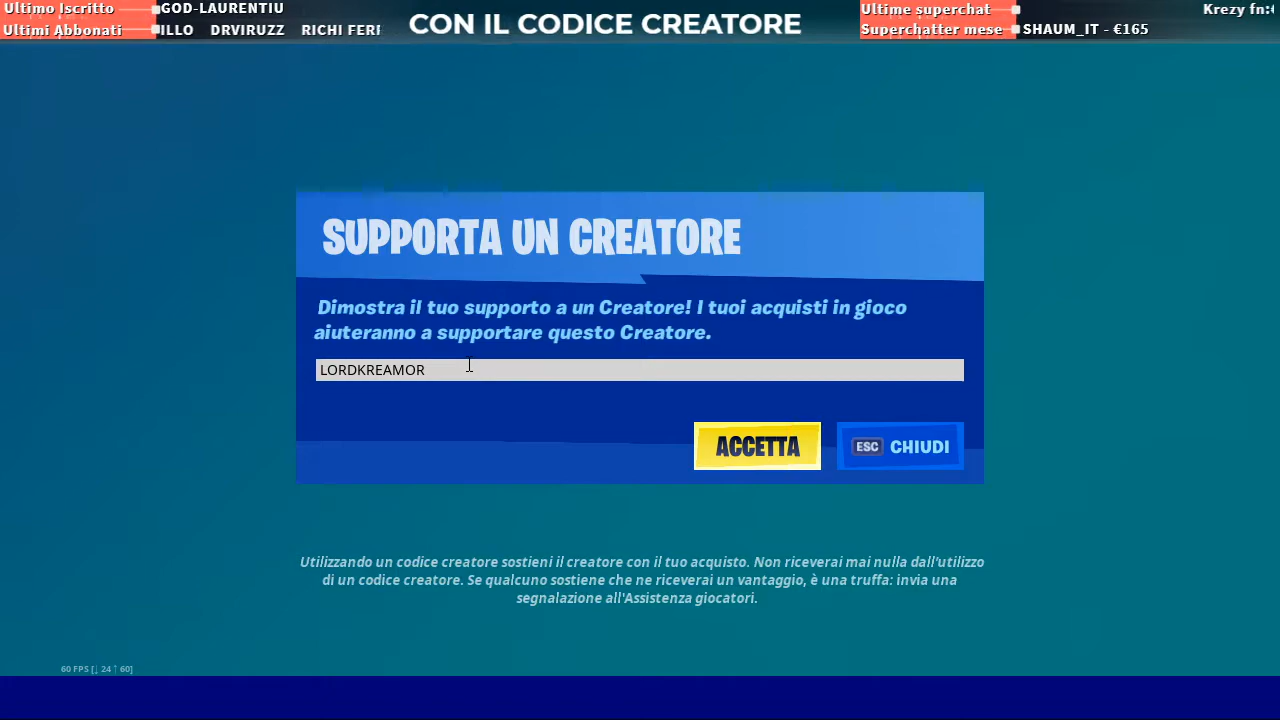 Ultimo Iscritto GOD-LAURENTIU
Ultimi Abbonati ILLO DRVIRUZZ RICHI FERI
CON IL CODICE CREATORE
Ultime superchat Krezy fn:
Superchatter mese SHAUM_IT - €165
SUPPORTA UN CREATORE
Dimostra il tuo supporto a un Creatore! I tuoi acquisti in gioco
aiuteranno a supportare questo Creatore.
LORDKREAMOR
ACCETTA
ESC CHIUDI
Utilizzando un codice creatore sostieni il creatore con il tuo acquisto. Non riceverai mai nulla dall'utilizzo
di un codice creatore. Se qualcuno sostiene che ne riceverai un vantaggio, è una truffa: invia una
segnalazione all'Assistenza giocatori.
60 FPS [↓ 24 ↑ 60]